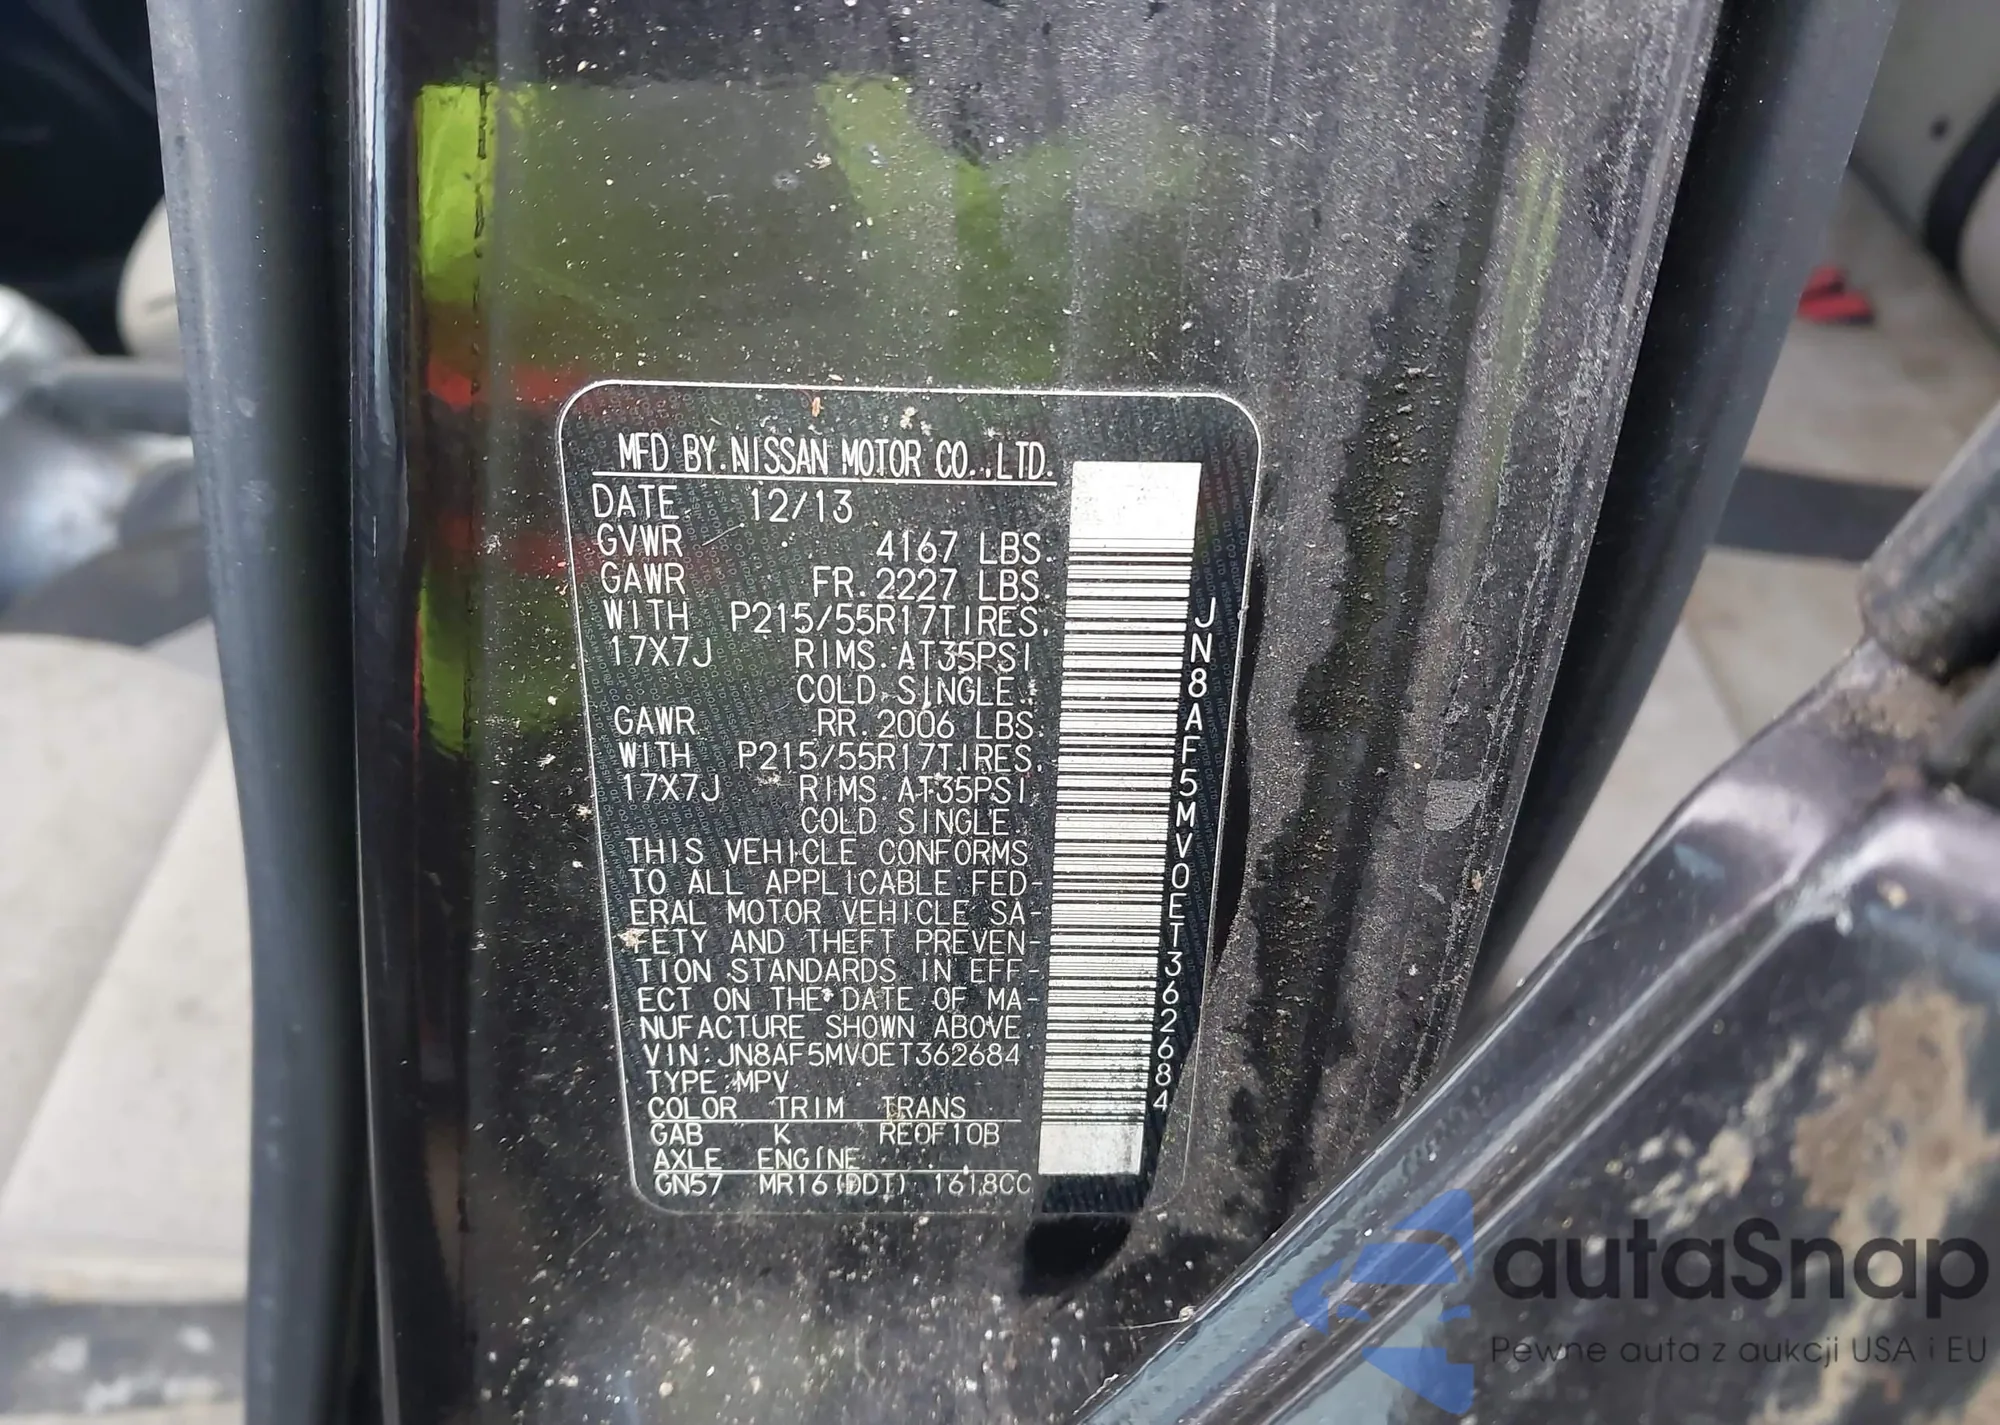 MFD BY.NISSAN MOTOR CO.,LTD.
DATE 12/13
GVWR 4167 LBS.
GAWR FR.2227 LBS
WITH P215/55R17TIRES,
17X7J RIMS.AT35PSI
COLD SINGLE.
GAWR RR.2006 LBS.
WITH P215/55R17TIRES,
17X7J RIMS.AT35PSI
COLD SINGLE.
THIS VEHICLE CONFORMS
TO ALL APPLICABLE FED-
ERAL MOTOR VEHICLE SA-
FETY AND THEFT PREVEN-
TION STANDARDS IN EFF-
ECT ON THE DATE OF MA-
NUFACTURE SHOWN ABOVE.
VIN:JN8AF5MV0ET362684
TYPE:MPV
COLOR TRIM TRANS
GAB K RE0F10B
AXLE ENGINE
GN57 MR16(DDT) 1618CC
JN8AF5MV0ET362684
autaSnap
Pewne auta z aukcji USA i EU